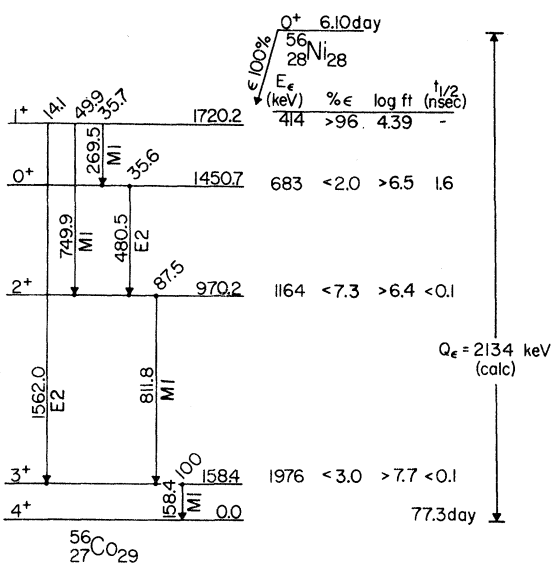 0+ 6.10day
56
28Ni28
ϵ 100%
Eϵ (keV) %ϵ log ft t1/2 (nsec)
14.1 49.9 35.7
1+ 1720.2 414 >96 4.39 -
269.5 M1
35.6
0+ 1450.7 683 <2.0 >6.5 1.6
749.9 M1
480.5 E2
87.5
2+ 970.2 1164 <7.3 >6.4 <0.1
Qϵ = 2134 keV
(calc)
1562.0 E2
811.8 M1
100
3+ 158.4 1976 <3.0 >7.7 <0.1
158.4 M1
4+ 0.0 77.3day
56
27Co29